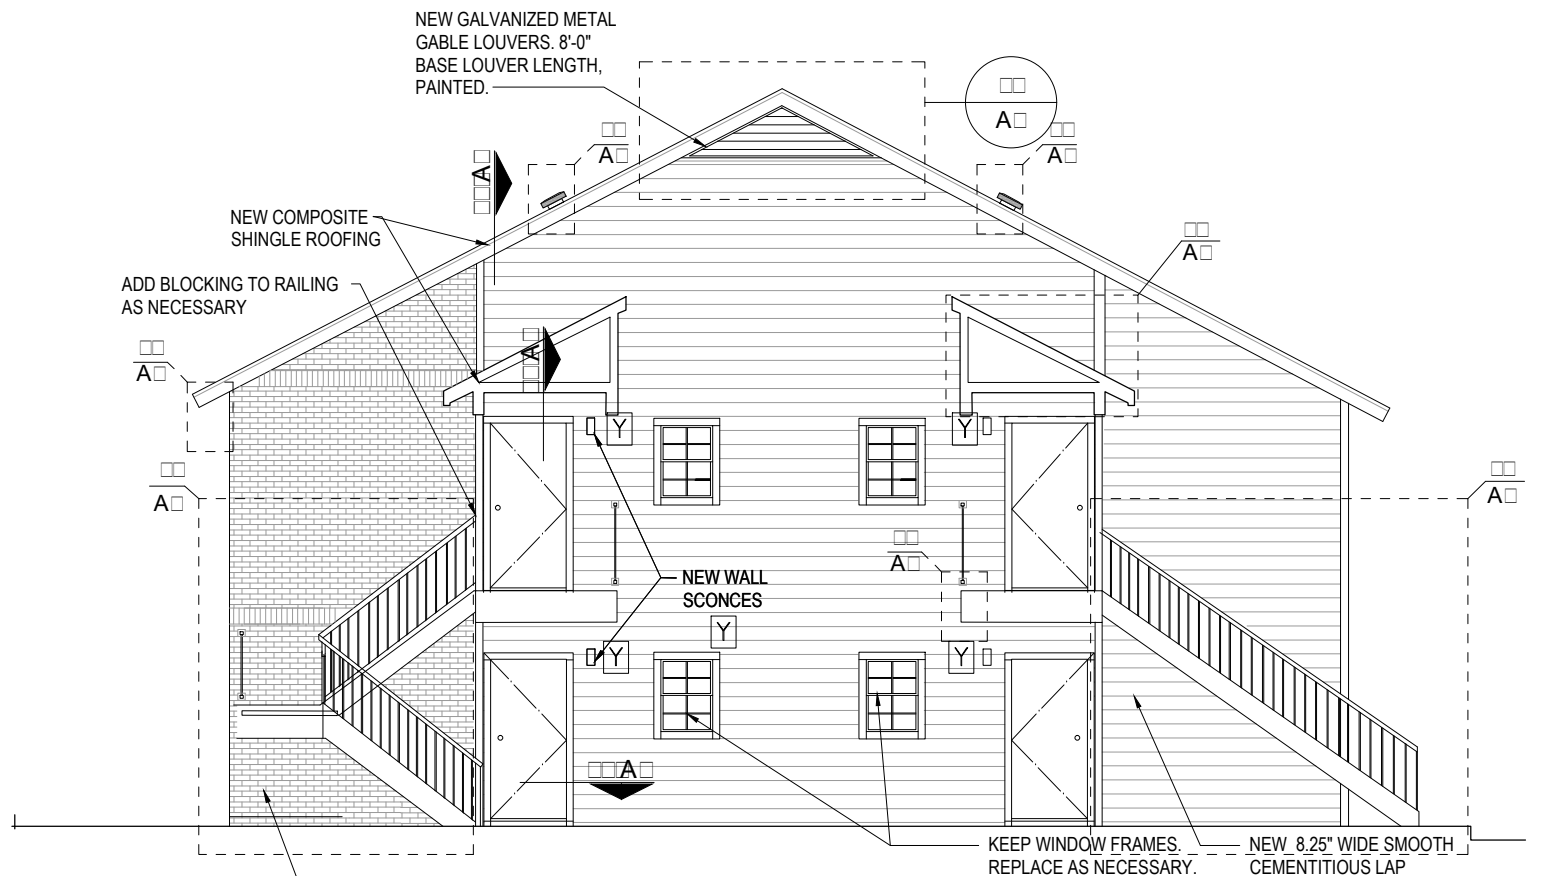 NEW GALVANIZED METAL
GABLE LOUVERS. 8'-0"
BASE LOUVER LENGTH,
PAINTED.
A
A
A
A
NEW COMPOSITE
SHINGLE ROOFING
A
ADD BLOCKING TO RAILING
AS NECESSARY
A
A
Y
Y
A
A
A
NEW WALL
SCONCES
Y
Y
Y
A
KEEP WINDOW FRAMES.
REPLACE AS NECESSARY.
NEW 8.25" WIDE SMOOTH
CEMENTITIOUS LAP